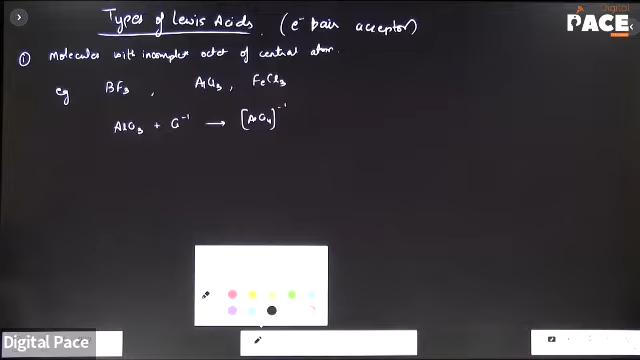 Types of Lewis Acids. (e⁻ pair acceptor)
① Molecules with incomplete octet of central atom.
eg BF₃, AlCl₃, FeCl₃
AlCl₃ + Cl⁻¹ → [AlCl₄]⁻¹
Digital
PACE
Digital Pace